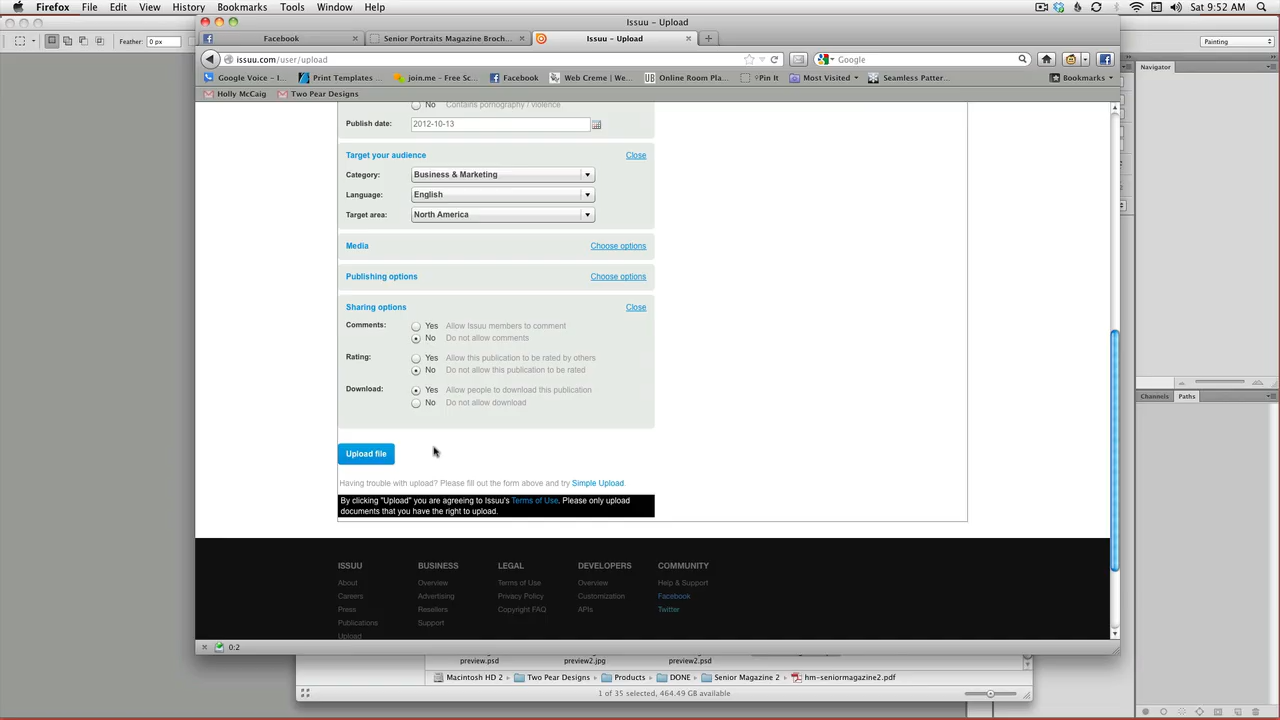 Firefox File Edit View History Bookmarks Tools Window Help Sat 9:52 AM
Issuu – Upload
Feather: 0 px Painting
Facebook Senior Portraits Magazine Broch... Issuu – Upload
issuu.com/user/upload Google
Google Voice – I... Print Templates ... join.me – Free S... Facebook Web Creme | We... Online Room Pla... Pin It Most Visited Seamless Patter... Bookmarks
Holly McCaig Two Pear Designs
Navigator
No Contains pornography / violence
Publish date: 2012-10-13
Target your audience Close
Category: Business & Marketing
Language: English
Target area: North America
Media Choose options
Publishing options Choose options
Sharing options Close
Comments: Yes Allow Issuu members to comment
No Do not allow comments
Rating: Yes Allow this publication to be rated by others
No Do not allow this publication to be rated
Download: Yes Allow people to download this publication
No Do not allow download
Channels Paths
Upload file
Having trouble with upload? Please fill out the form above and try Simple Upload.
By clicking "Upload" you are agreeing to Issuu's Terms of Use. Please only upload
documents that you have the right to upload.
ISSUU BUSINESS LEGAL DEVELOPERS COMMUNITY
About Overview Terms of Use Overview Help & Support
Careers Advertising Privacy Policy Customization Facebook
Press Resellers Copyright FAQ APIs Twitter
Publications Support
Upload
0:2
preview.psd preview2.jpg preview2.psd
Macintosh HD 2 Two Pear Designs Products DONE Senior Magazine 2 hm-seniormagazine2.pdf
1 of 35 selected, 464.49 GB available